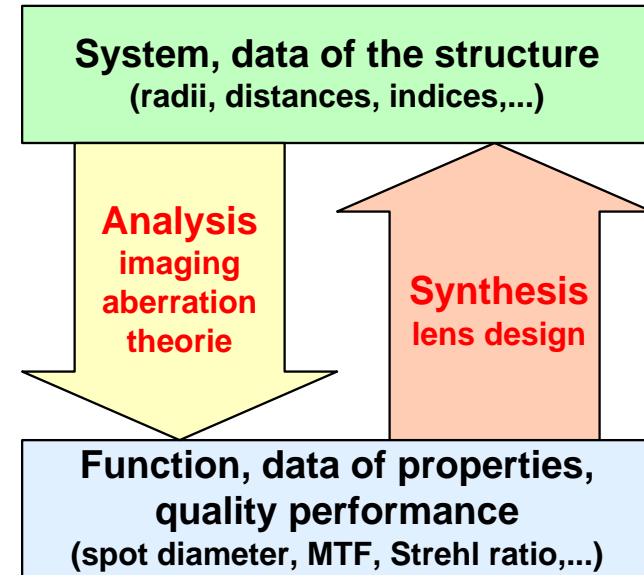 System, data of the structure
(radii, distances, indices,...)
Analysis
imaging
aberration
theorie
Synthesis
lens design
Function, data of properties,
quality performance
(spot diameter, MTF, Strehl ratio,...)